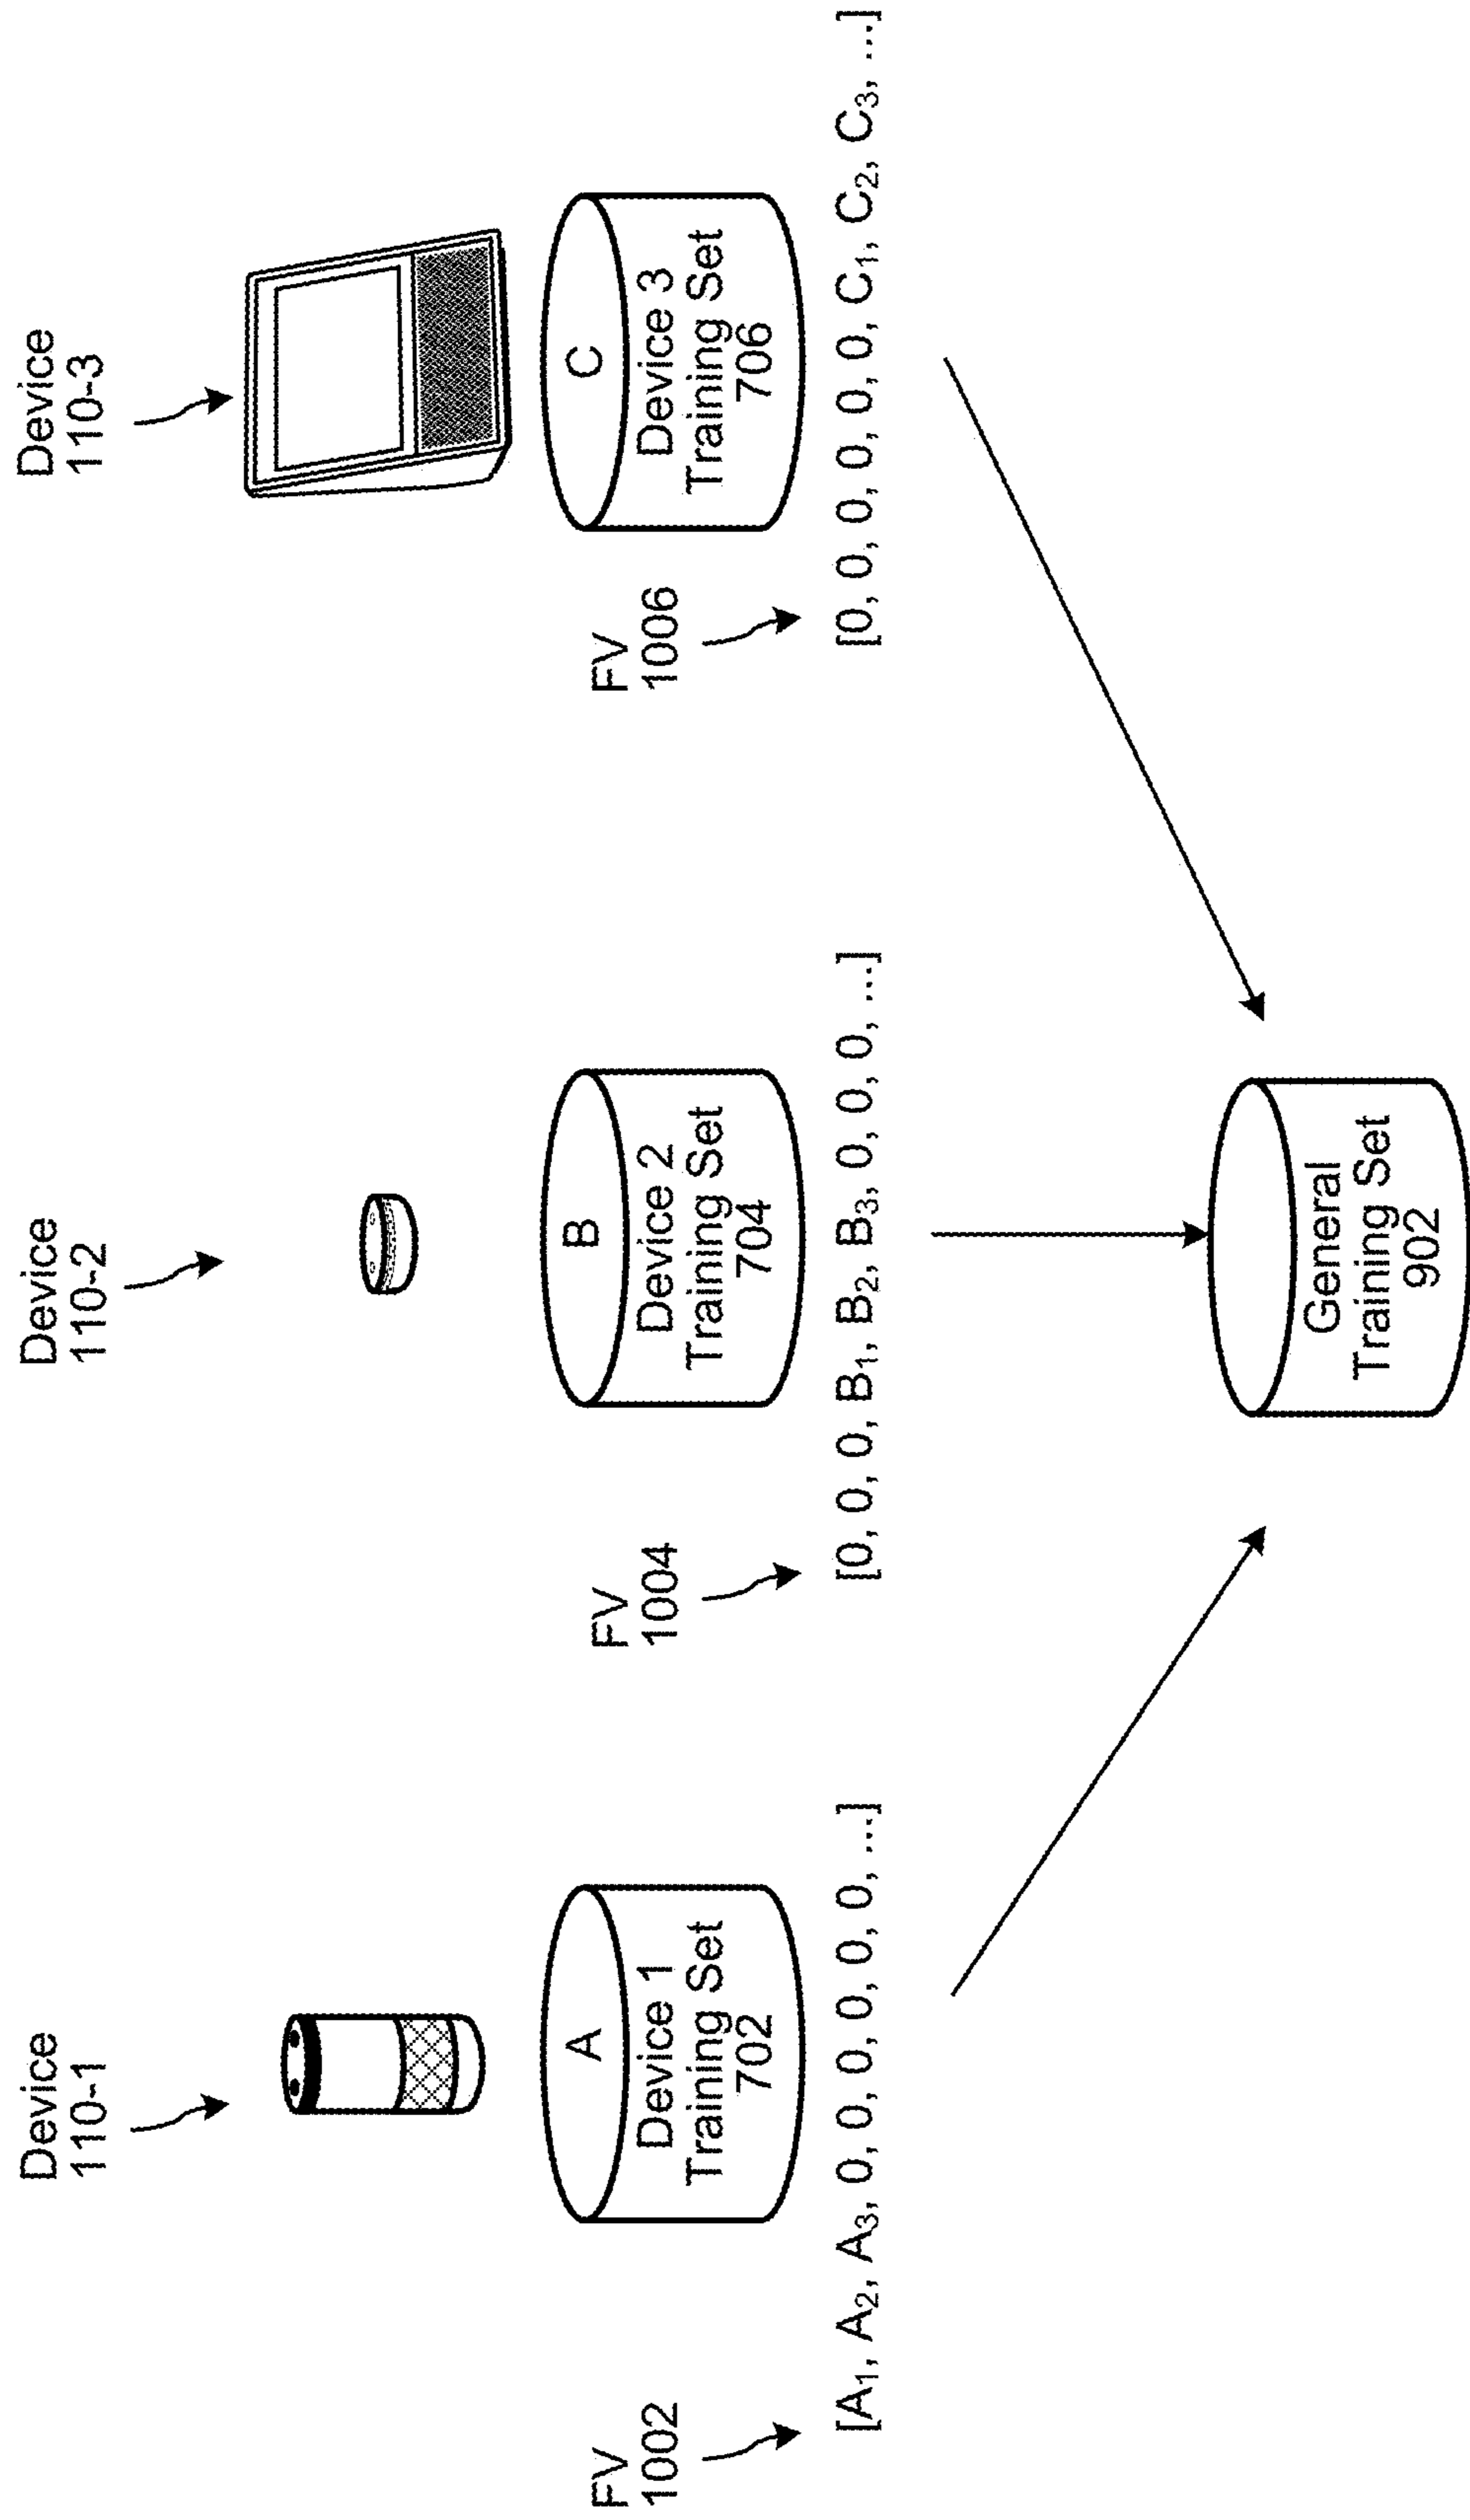 Device
110-1
Device
110-2
Device
110-3
A
Device 1
Training Set
702
B
Device 2
Training Set
704
C
Device 3
Training Set
706
FV
1002
FV
1004
FV
1006
[A₁, A₂, A₃, 0, 0, 0, 0, 0, 0, ...]
[0, 0, 0, B₁, B₂, B₃, 0, 0, 0, ...]
[0, 0, 0, 0, 0, 0, C₁, C₂, C₃, ...]
General
Training Set
902